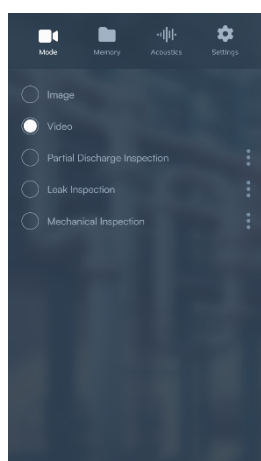 Mode Memory Acoustics Settings
Image
Video
Partial Discharge Inspection
Leak Inspection
Mechanical Inspection